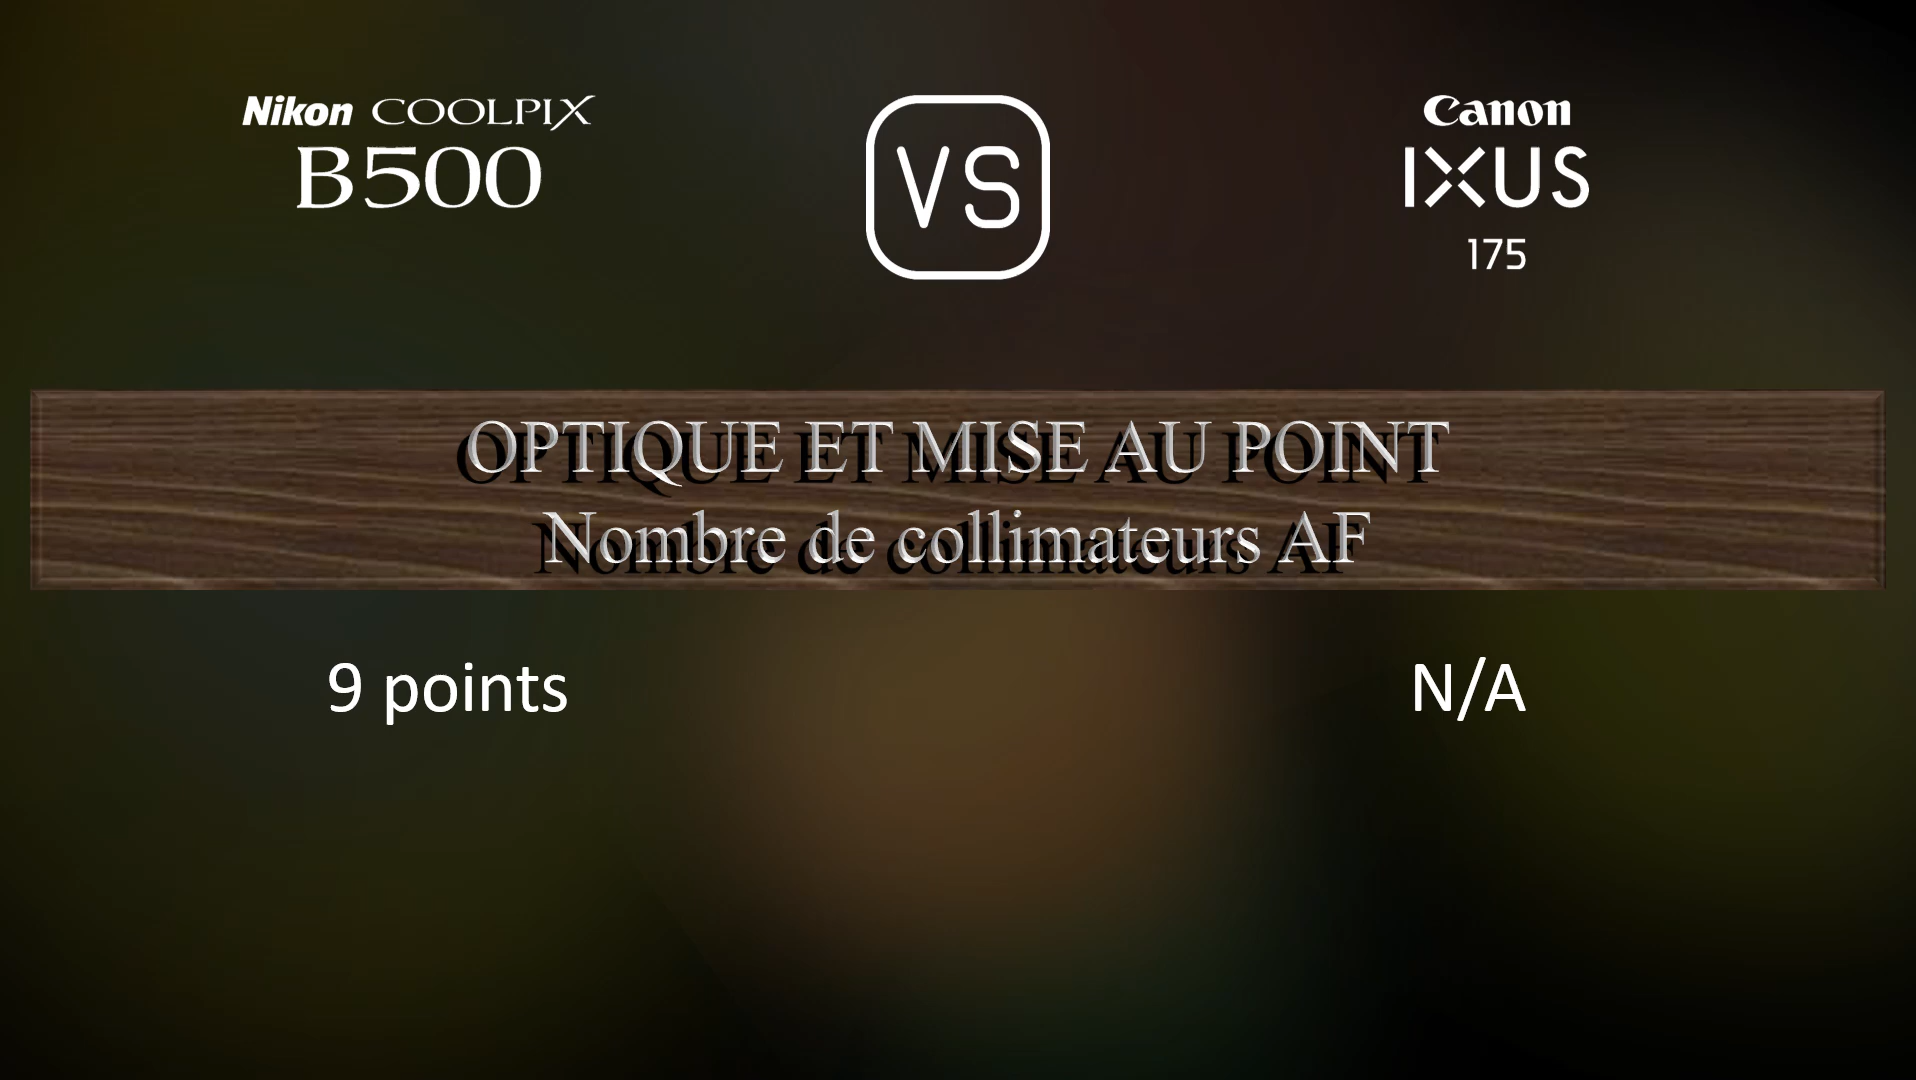 Nikon COOLPIX
B500
VS
Canon
IXUS
175
OPTIQUE ET MISE AU POINT
Nombre de collimateurs AF
9 points
N/A